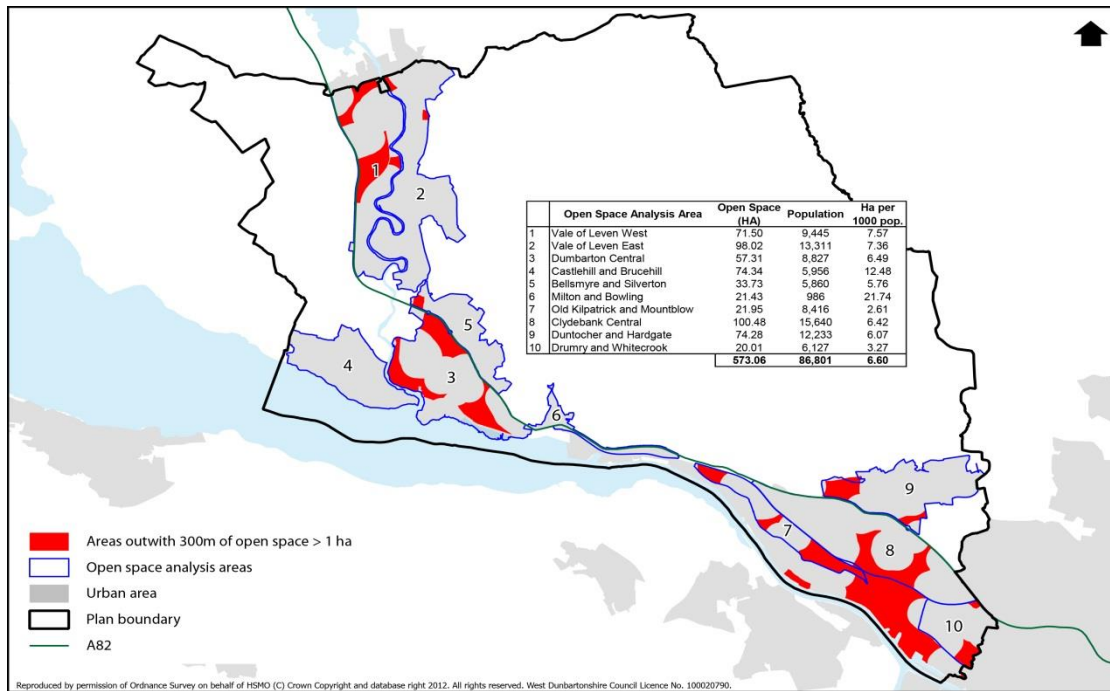 1
2
Open Space Analysis Area Open Space (HA) Population Ha per 1000 pop.
1 Vale of Leven West 71.50 9,445 7.57
2 Vale of Leven East 98.02 13,311 7.36
3 Dumbarton Central 57.31 8,827 6.49
4 Castlehill and Brucehill 74.34 5,956 12.48
5 Bellsmyre and Silverton 33.73 5,860 5.76
6 Milton and Bowling 21.43 986 21.74
7 Old Kilpatrick and Mountblow 21.95 8,416 2.61
8 Clydebank Central 100.48 15,640 6.42
9 Duntocher and Hardgate 74.28 12,233 6.07
10 Drumry and Whitecrook 20.01 6,127 3.27
573.06 86,801 6.60
5
4
3
6
9
7
8
10
Areas outwith 300m of open space > 1 ha
Open space analysis areas
Urban area
Plan boundary
A82
Reproduced by permission of Ordnance Survey on behalf of HSMO (C) Crown Copyright and database right 2012. All rights reserved. West Dunbartonshire Council Licence No. 100020790.